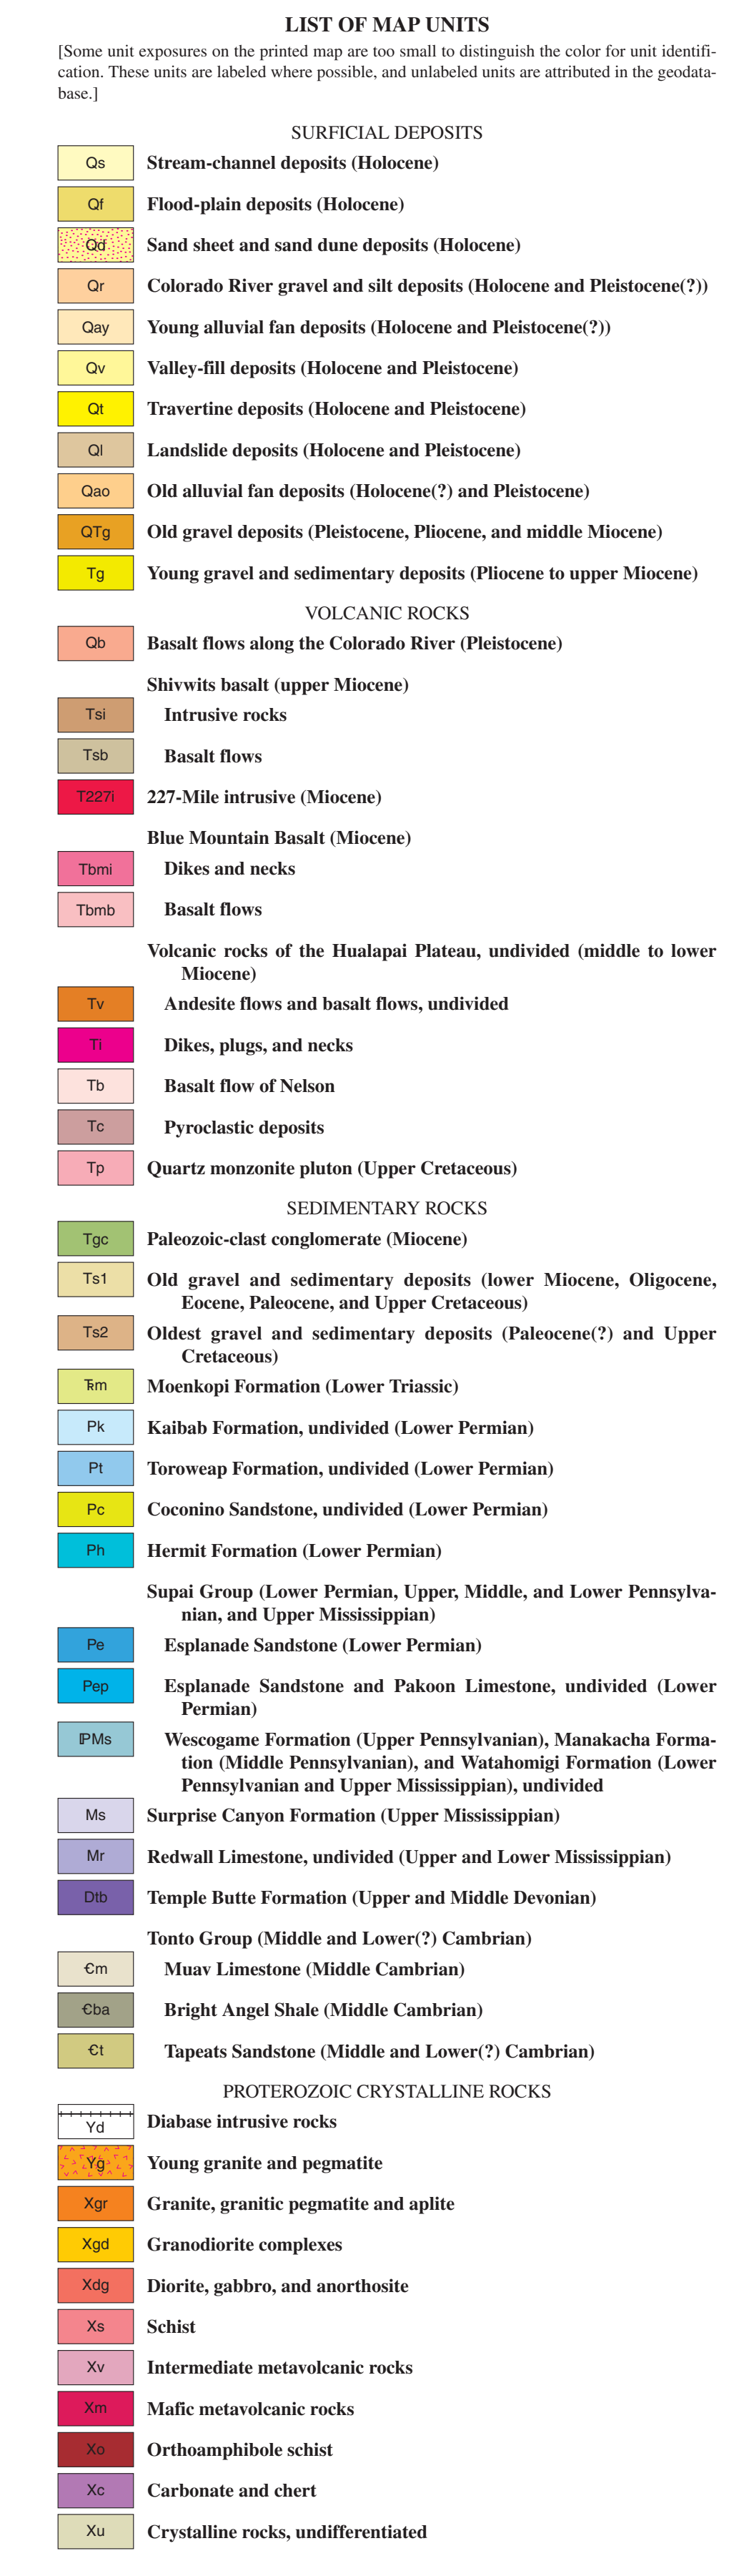 LIST OF MAP UNITS
[Some unit exposures on the printed map are too small to distinguish the color for unit identifi-
cation. These units are labeled where possible, and unlabeled units are attributed in the geodata-
base.]
SURFICIAL DEPOSITS
Qs Stream-channel deposits (Holocene)
Qf Flood-plain deposits (Holocene)
Qd Sand sheet and sand dune deposits (Holocene)
Qr Colorado River gravel and silt deposits (Holocene and Pleistocene(?))
Qay Young alluvial fan deposits (Holocene and Pleistocene(?))
Qv Valley-fill deposits (Holocene and Pleistocene)
Qt Travertine deposits (Holocene and Pleistocene)
Ql Landslide deposits (Holocene and Pleistocene)
Qao Old alluvial fan deposits (Holocene(?) and Pleistocene)
QTg Old gravel deposits (Pleistocene, Pliocene, and middle Miocene)
Tg Young gravel and sedimentary deposits (Pliocene to upper Miocene)
VOLCANIC ROCKS
Qb Basalt flows along the Colorado River (Pleistocene)
Shivwits basalt (upper Miocene)
Tsi Intrusive rocks
Tsb Basalt flows
T227i 227-Mile intrusive (Miocene)
Blue Mountain Basalt (Miocene)
Tbmi Dikes and necks
Tbmb Basalt flows
Volcanic rocks of the Hualapai Plateau, undivided (middle to lower
Miocene)
Tv Andesite flows and basalt flows, undivided
Ti Dikes, plugs, and necks
Tb Basalt flow of Nelson
Tc Pyroclastic deposits
Tp Quartz monzonite pluton (Upper Cretaceous)
SEDIMENTARY ROCKS
Tgc Paleozoic-clast conglomerate (Miocene)
Ts1 Old gravel and sedimentary deposits (lower Miocene, Oligocene,
Eocene, Paleocene, and Upper Cretaceous)
Ts2 Oldest gravel and sedimentary deposits (Paleocene(?) and Upper
Cretaceous)
Ꞧm Moenkopi Formation (Lower Triassic)
Pk Kaibab Formation, undivided (Lower Permian)
Pt Toroweap Formation, undivided (Lower Permian)
Pc Coconino Sandstone, undivided (Lower Permian)
Ph Hermit Formation (Lower Permian)
Supai Group (Lower Permian, Upper, Middle, and Lower Pennsylva-
nian, and Upper Mississippian)
Pe Esplanade Sandstone (Lower Permian)
Pep Esplanade Sandstone and Pakoon Limestone, undivided (Lower
Permian)
ℙMs Wescogame Formation (Upper Pennsylvanian), Manakacha Forma-
tion (Middle Pennsylvanian), and Watahomigi Formation (Lower
Pennsylvanian and Upper Mississippian), undivided
Ms Surprise Canyon Formation (Upper Mississippian)
Mr Redwall Limestone, undivided (Upper and Lower Mississippian)
Dtb Temple Butte Formation (Upper and Middle Devonian)
Tonto Group (Middle and Lower(?) Cambrian)
Єm Muav Limestone (Middle Cambrian)
Єba Bright Angel Shale (Middle Cambrian)
Єt Tapeats Sandstone (Middle and Lower(?) Cambrian)
PROTEROZOIC CRYSTALLINE ROCKS
Yd Diabase intrusive rocks
Yg Young granite and pegmatite
Xgr Granite, granitic pegmatite and aplite
Xgd Granodiorite complexes
Xdg Diorite, gabbro, and anorthosite
Xs Schist
Xv Intermediate metavolcanic rocks
Xm Mafic metavolcanic rocks
Xo Orthoamphibole schist
Xc Carbonate and chert
Xu Crystalline rocks, undifferentiated